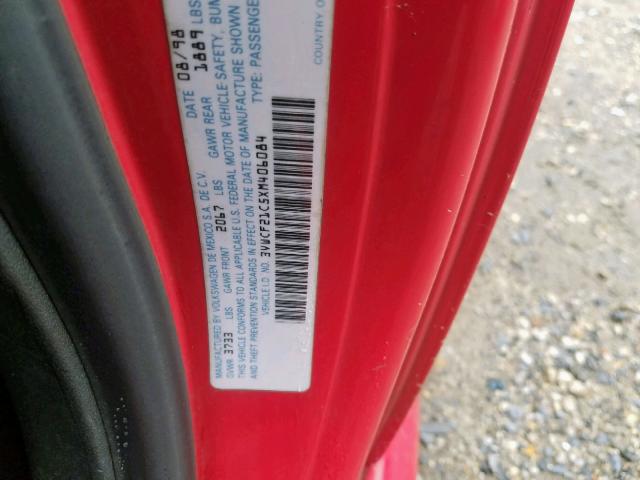 MANUFACTURED BY VOLKSWAGEN DE MEXICO S.A. DE C.V. DATE 08/98
GVWR 3733 LBS GAWR FRONT 2067 LBS GAWR REAR 1889 LBS
THIS VEHICLE CONFORMS TO ALL APPLICABLE U.S. FEDERAL MOTOR VEHICLE SAFETY, BUM
AND THEFT PREVENTION STANDARDS IN EFFECT ON THE DATE OF MANUFACTURE SHOWN
VEHICLE I.D. NO. 3VWCF21C5XM406084 TYPE: PASSENGE
COUNTRY O